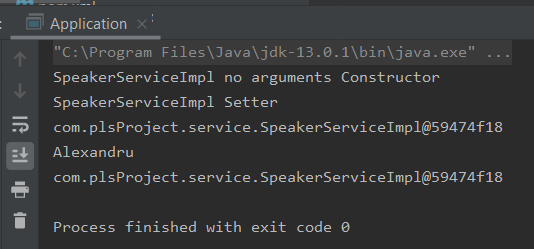 Application
"C:\Program Files\Java\jdk-13.0.1\bin\java.exe" ...
SpeakerServiceImpl no arguments Constructor
SpeakerServiceImpl Setter
com.plsProject.service.SpeakerServiceImpl@59474f18
Alexandru
com.plsProject.service.SpeakerServiceImpl@59474f18
Process finished with exit code 0